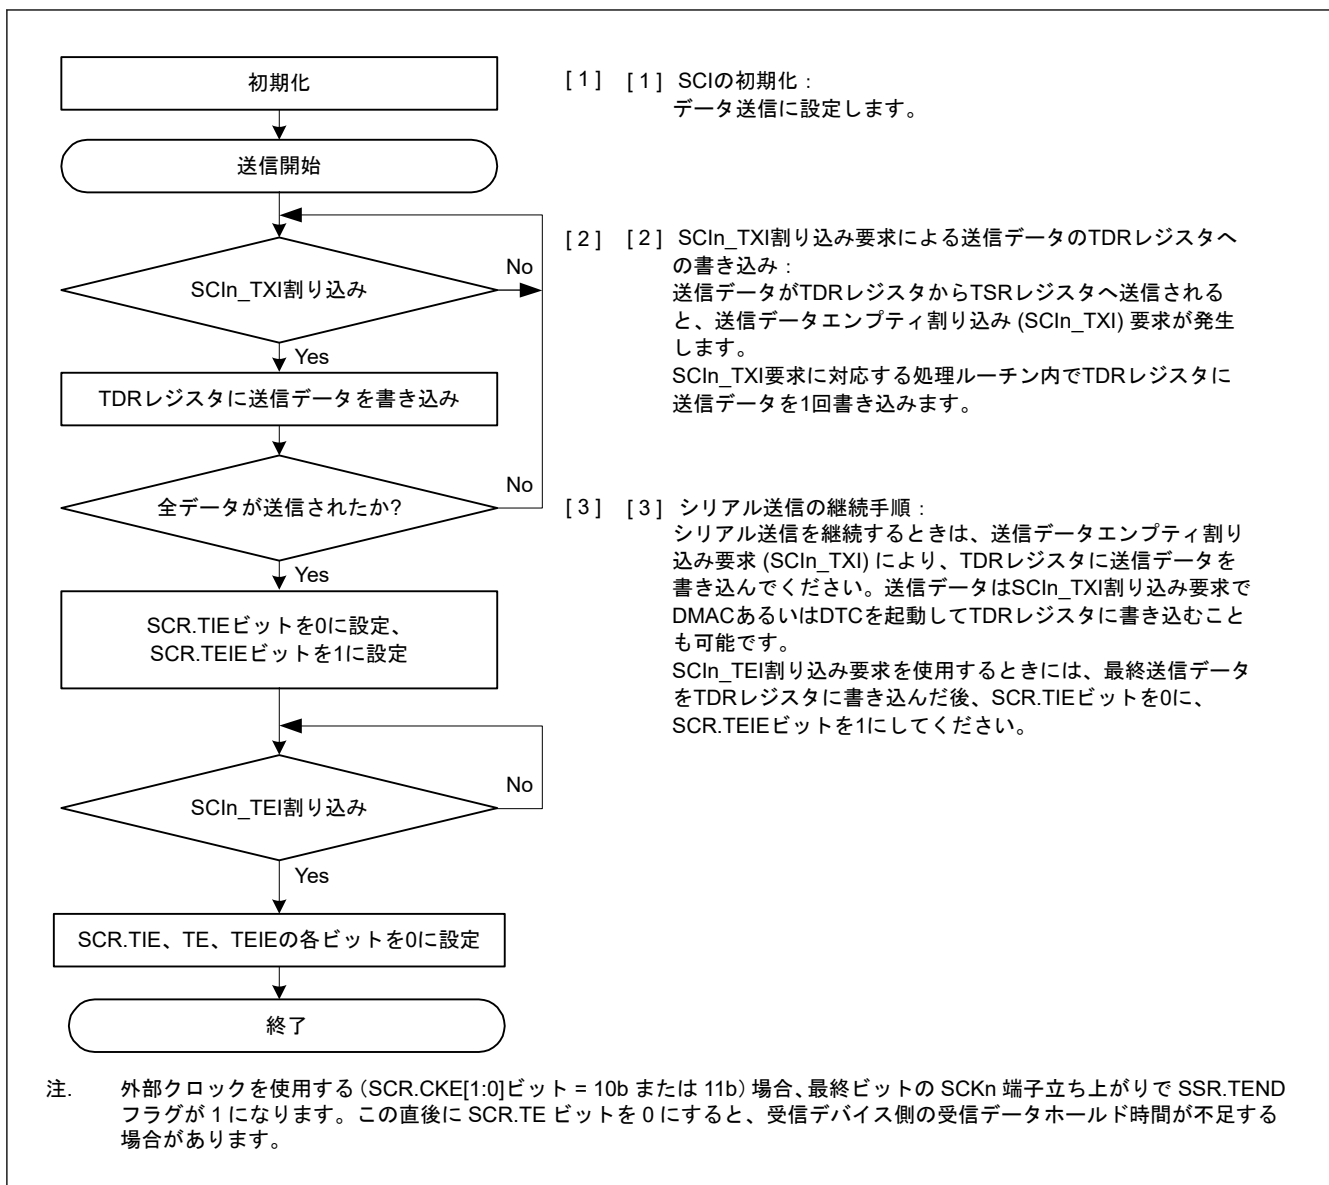 初期化
[ 1 ] [ 1 ] SCIの初期化：
データ送信に設定します。
送信開始
SCIn_TXI割り込み
No
Yes
[ 2 ] [ 2 ] SCIn_TXI割り込み要求による送信データのTDRレジスタへ
の書き込み：
送信データがTDRレジスタからTSRレジスタへ送信される
と、送信データエンプティ割り込み (SCIn_TXI) 要求が発生
します。
SCIn_TXI要求に対応する処理ルーチン内でTDRレジスタに
送信データを1回書き込みます。
TDRレジスタに送信データを書き込み
全データが送信されたか?
No
Yes
[ 3 ] [ 3 ] シリアル送信の継続手順：
シリアル送信を継続するときは、送信データエンプティ割り
込み要求 (SCIn_TXI) により、TDRレジスタに送信データを
書き込んでください。送信データはSCIn_TXI割り込み要求で
DMACあるいはDTCを起動してTDRレジスタに書き込むこと
も可能です。
SCIn_TEI割り込み要求を使用するときには、最終送信データ
をTDRレジスタに書き込んだ後、SCR.TIEビットを0に、
SCR.TEIEビットを1にしてください。
SCR.TIEビットを0に設定、
SCR.TEIEビットを1に設定
SCIn_TEI割り込み
No
Yes
SCR.TIE、TE、TEIEの各ビットを0に設定
終了
注. 外部クロックを使用する（SCR.CKE[1:0]ビット = 10b または 11b）場合、最終ビットの SCKn 端子立ち上がりで SSR.TEND
フラグが 1 になります。この直後に SCR.TE ビットを 0 にすると、受信デバイス側の受信データホールド時間が不足する
場合があります。